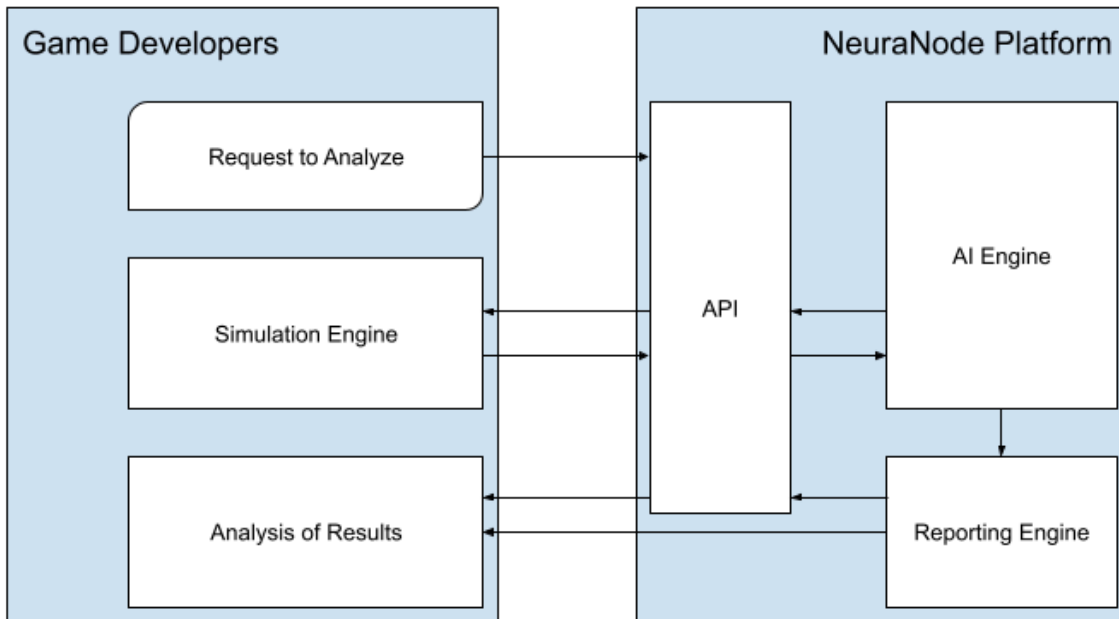 Game Developers
NeuraNode Platform
Request to Analyze
Simulation Engine
Analysis of Results
API
AI Engine
Reporting Engine